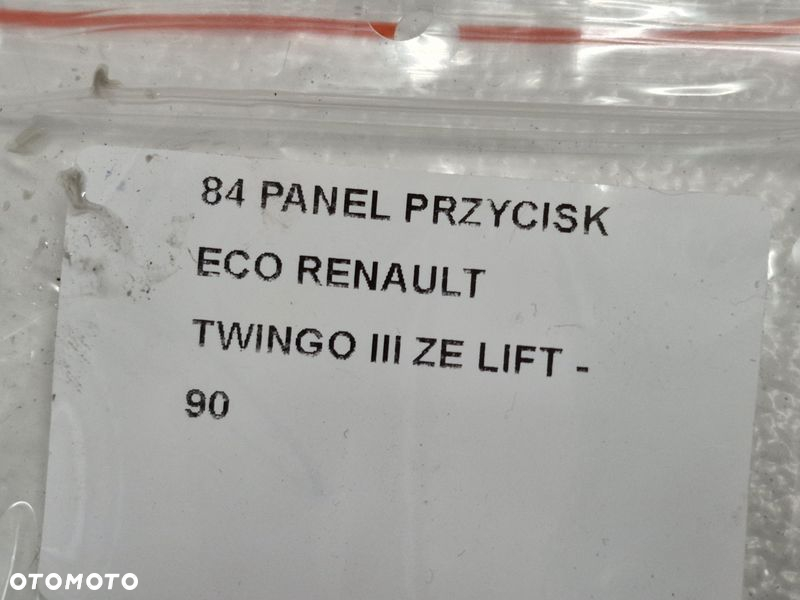 84 PANEL PRZYCISK
ECO RENAULT
TWINGO III ZE LIFT -
90
OTOMOTO